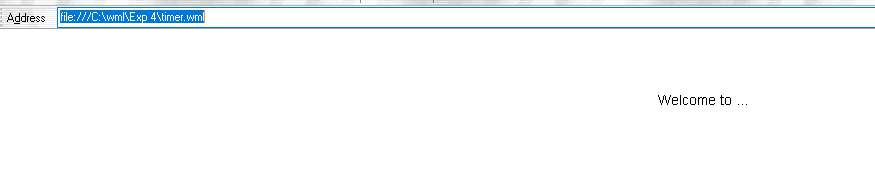 Address file:///C:\wml\Exp 4\timer.wml
Welcome to ...